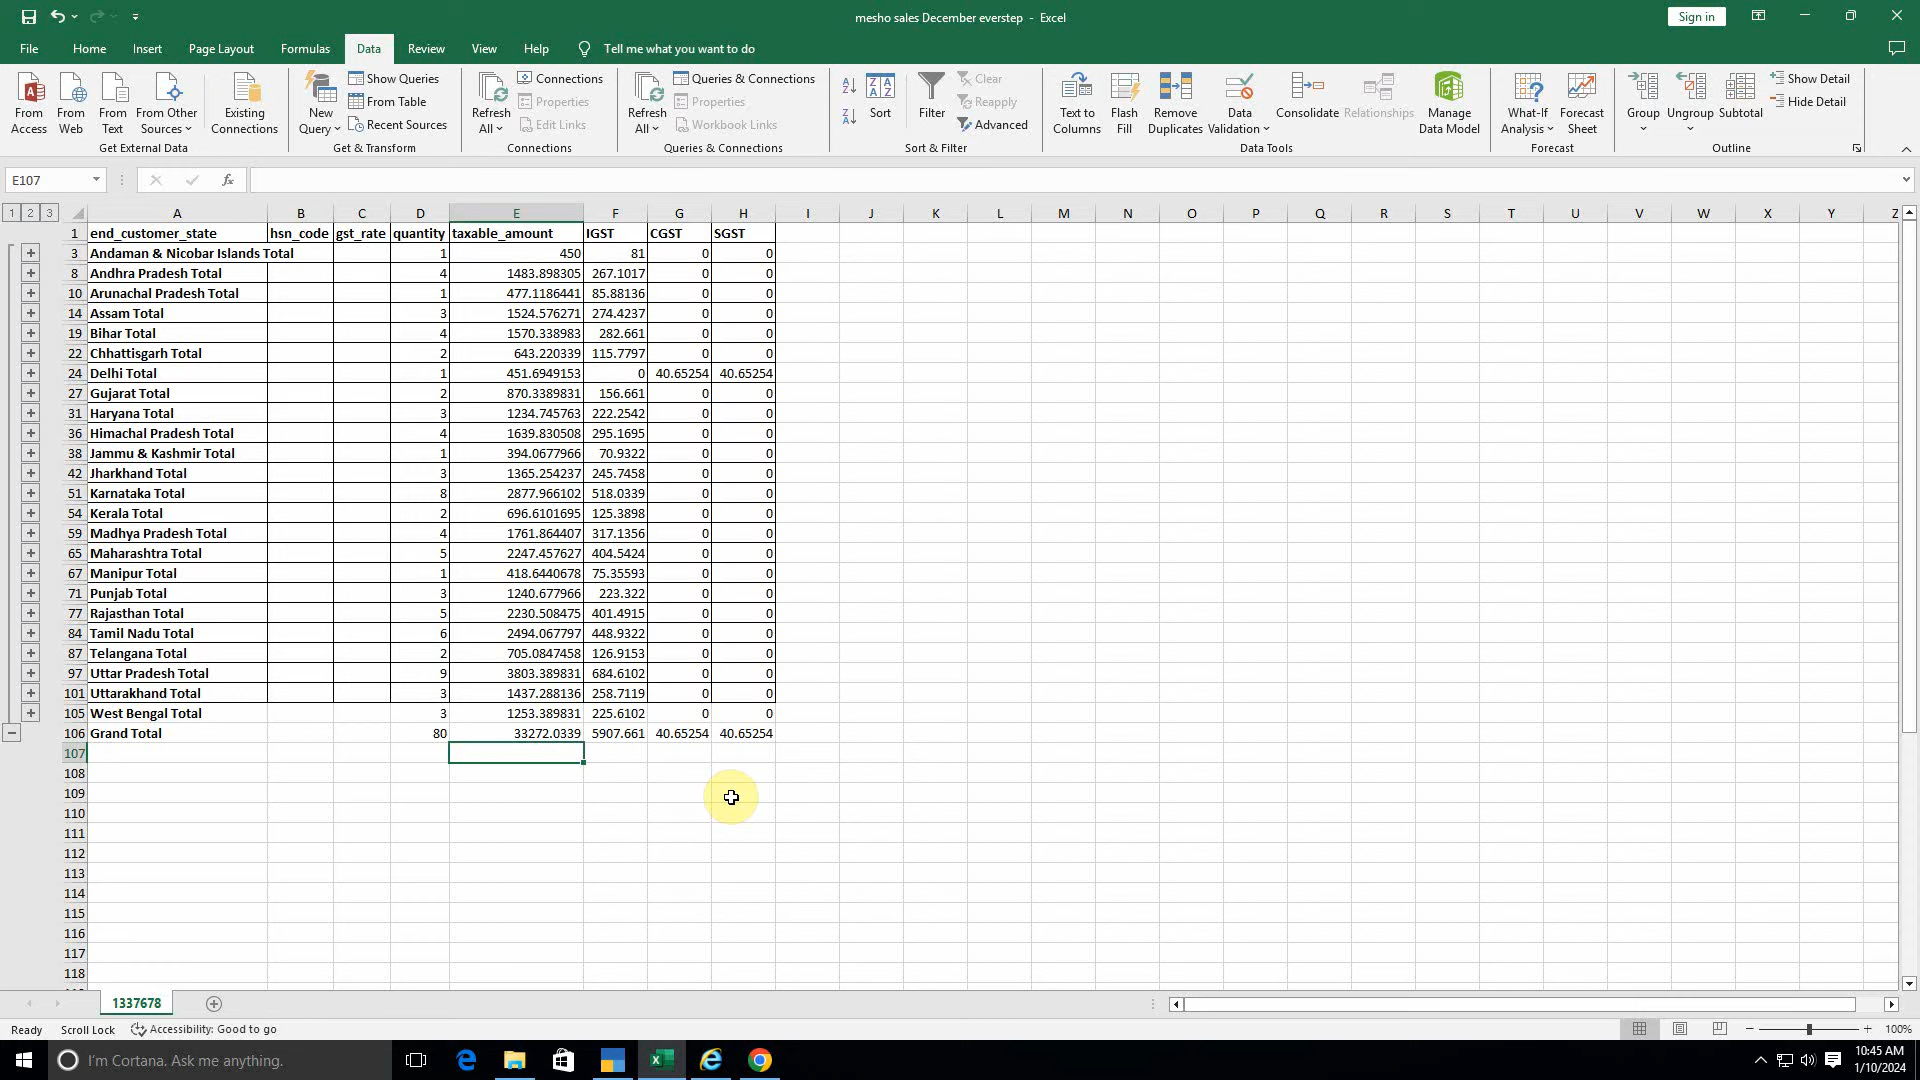 mesho sales December everstep - Excel
Sign in
File Home Insert Page Layout Formulas Data Review View Help Tell me what you want to do
From Access
From Web
From Text
From Other Sources
Existing Connections
Get External Data
New Query
Show Queries
From Table
Recent Sources
Get & Transform
Refresh All
Connections
Properties
Edit Links
Connections
Refresh All
Queries & Connections
Properties
Workbook Links
Queries & Connections
Sort
Filter
Clear
Reapply
Advanced
Sort & Filter
Text to Columns
Flash Fill
Remove Duplicates
Data Validation
Consolidate
Relationships
Manage Data Model
Data Tools
What-If Analysis
Forecast Sheet
Forecast
Group
Ungroup
Subtotal
Show Detail
Hide Detail
Outline
E107 fx
1 2 3 A B C D E F G H I J K L M N O P Q R S T U V W X Y Z
1 end_customer_state hsn_code gst_rate quantity taxable_amount IGST CGST SGST
3 Andaman & Nicobar Islands Total 1 450 81 0 0
8 Andhra Pradesh Total 4 1483.898305 267.1017 0 0
10 Arunachal Pradesh Total 1 477.1186441 85.88136 0 0
14 Assam Total 3 1524.576271 274.4237 0 0
19 Bihar Total 4 1570.338983 282.661 0 0
22 Chhattisgarh Total 2 643.220339 115.7797 0 0
24 Delhi Total 1 451.6949153 0 40.65254 40.65254
27 Gujarat Total 2 870.3389831 156.661 0 0
31 Haryana Total 3 1234.745763 222.2542 0 0
36 Himachal Pradesh Total 4 1639.830508 295.1695 0 0
38 Jammu & Kashmir Total 1 394.0677966 70.9322 0 0
42 Jharkhand Total 3 1365.254237 245.7458 0 0
51 Karnataka Total 8 2877.966102 518.0339 0 0
54 Kerala Total 2 696.6101695 125.3898 0 0
59 Madhya Pradesh Total 4 1761.864407 317.1356 0 0
65 Maharashtra Total 5 2247.457627 404.5424 0 0
67 Manipur Total 1 418.6440678 75.35593 0 0
71 Punjab Total 3 1240.677966 223.322 0 0
77 Rajasthan Total 5 2230.508475 401.4915 0 0
84 Tamil Nadu Total 6 2494.067797 448.9322 0 0
87 Telangana Total 2 705.0847458 126.9153 0 0
97 Uttar Pradesh Total 9 3803.389831 684.6102 0 0
101 Uttarakhand Total 3 1437.288136 258.7119 0 0
105 West Bengal Total 3 1253.389831 225.6102 0 0
106 Grand Total 80 33272.0339 5907.661 40.65254 40.65254
107
108
109
110
111
112
113
114
115
116
117
118
1337678
Ready Scroll Lock Accessibility: Good to go 100%
I'm Cortana. Ask me anything.
10:45 AM
1/10/2024